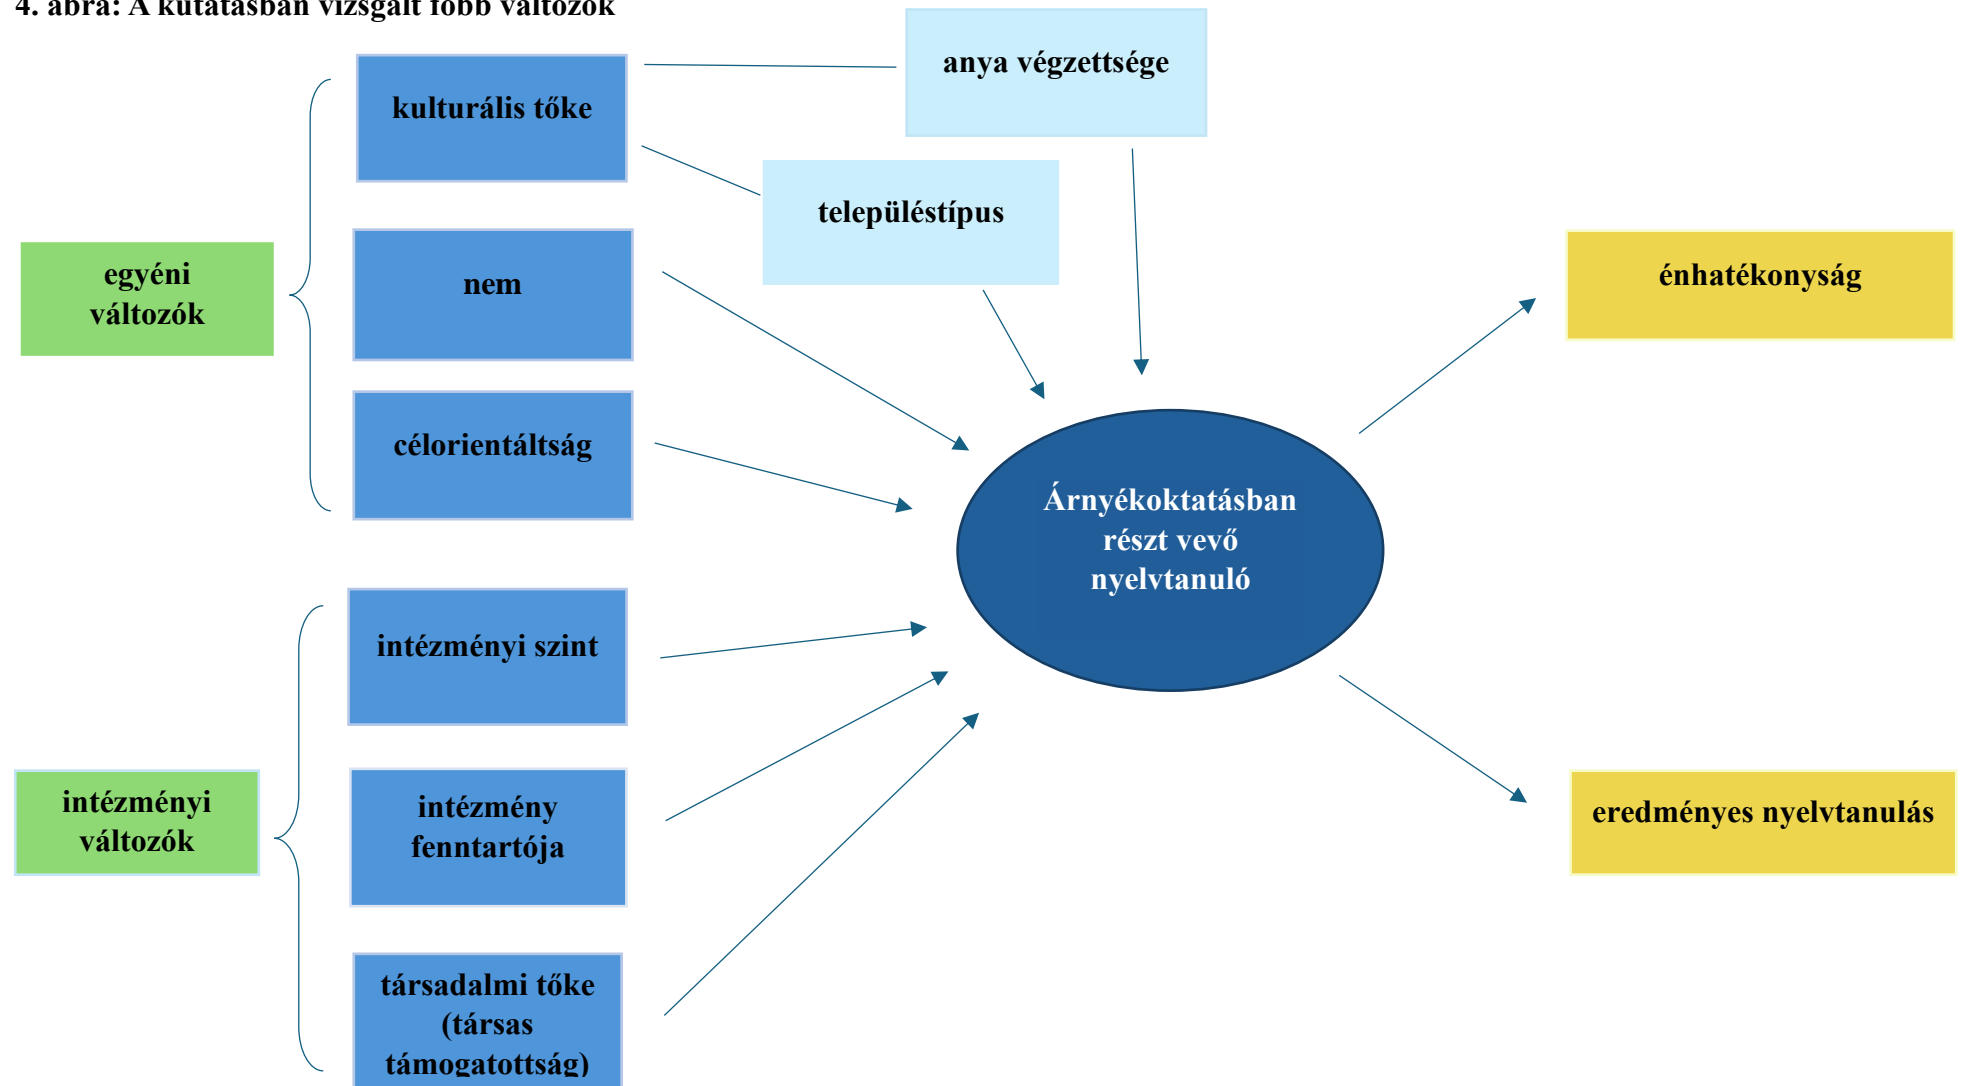 4. ábra: A kutatásban vizsgált főbb változók
anya végzettsége
kulturális tőke
településtípus
egyéni
változók
nem
énhatékonyság
célorientáltság
Árnyékoktatásban
részt vevő
nyelvtanuló
intézményi szint
intézményi
változók
intézmény
fenntartója
eredményes nyelvtanulás
társadalmi tőke
(társas
támogatottság)